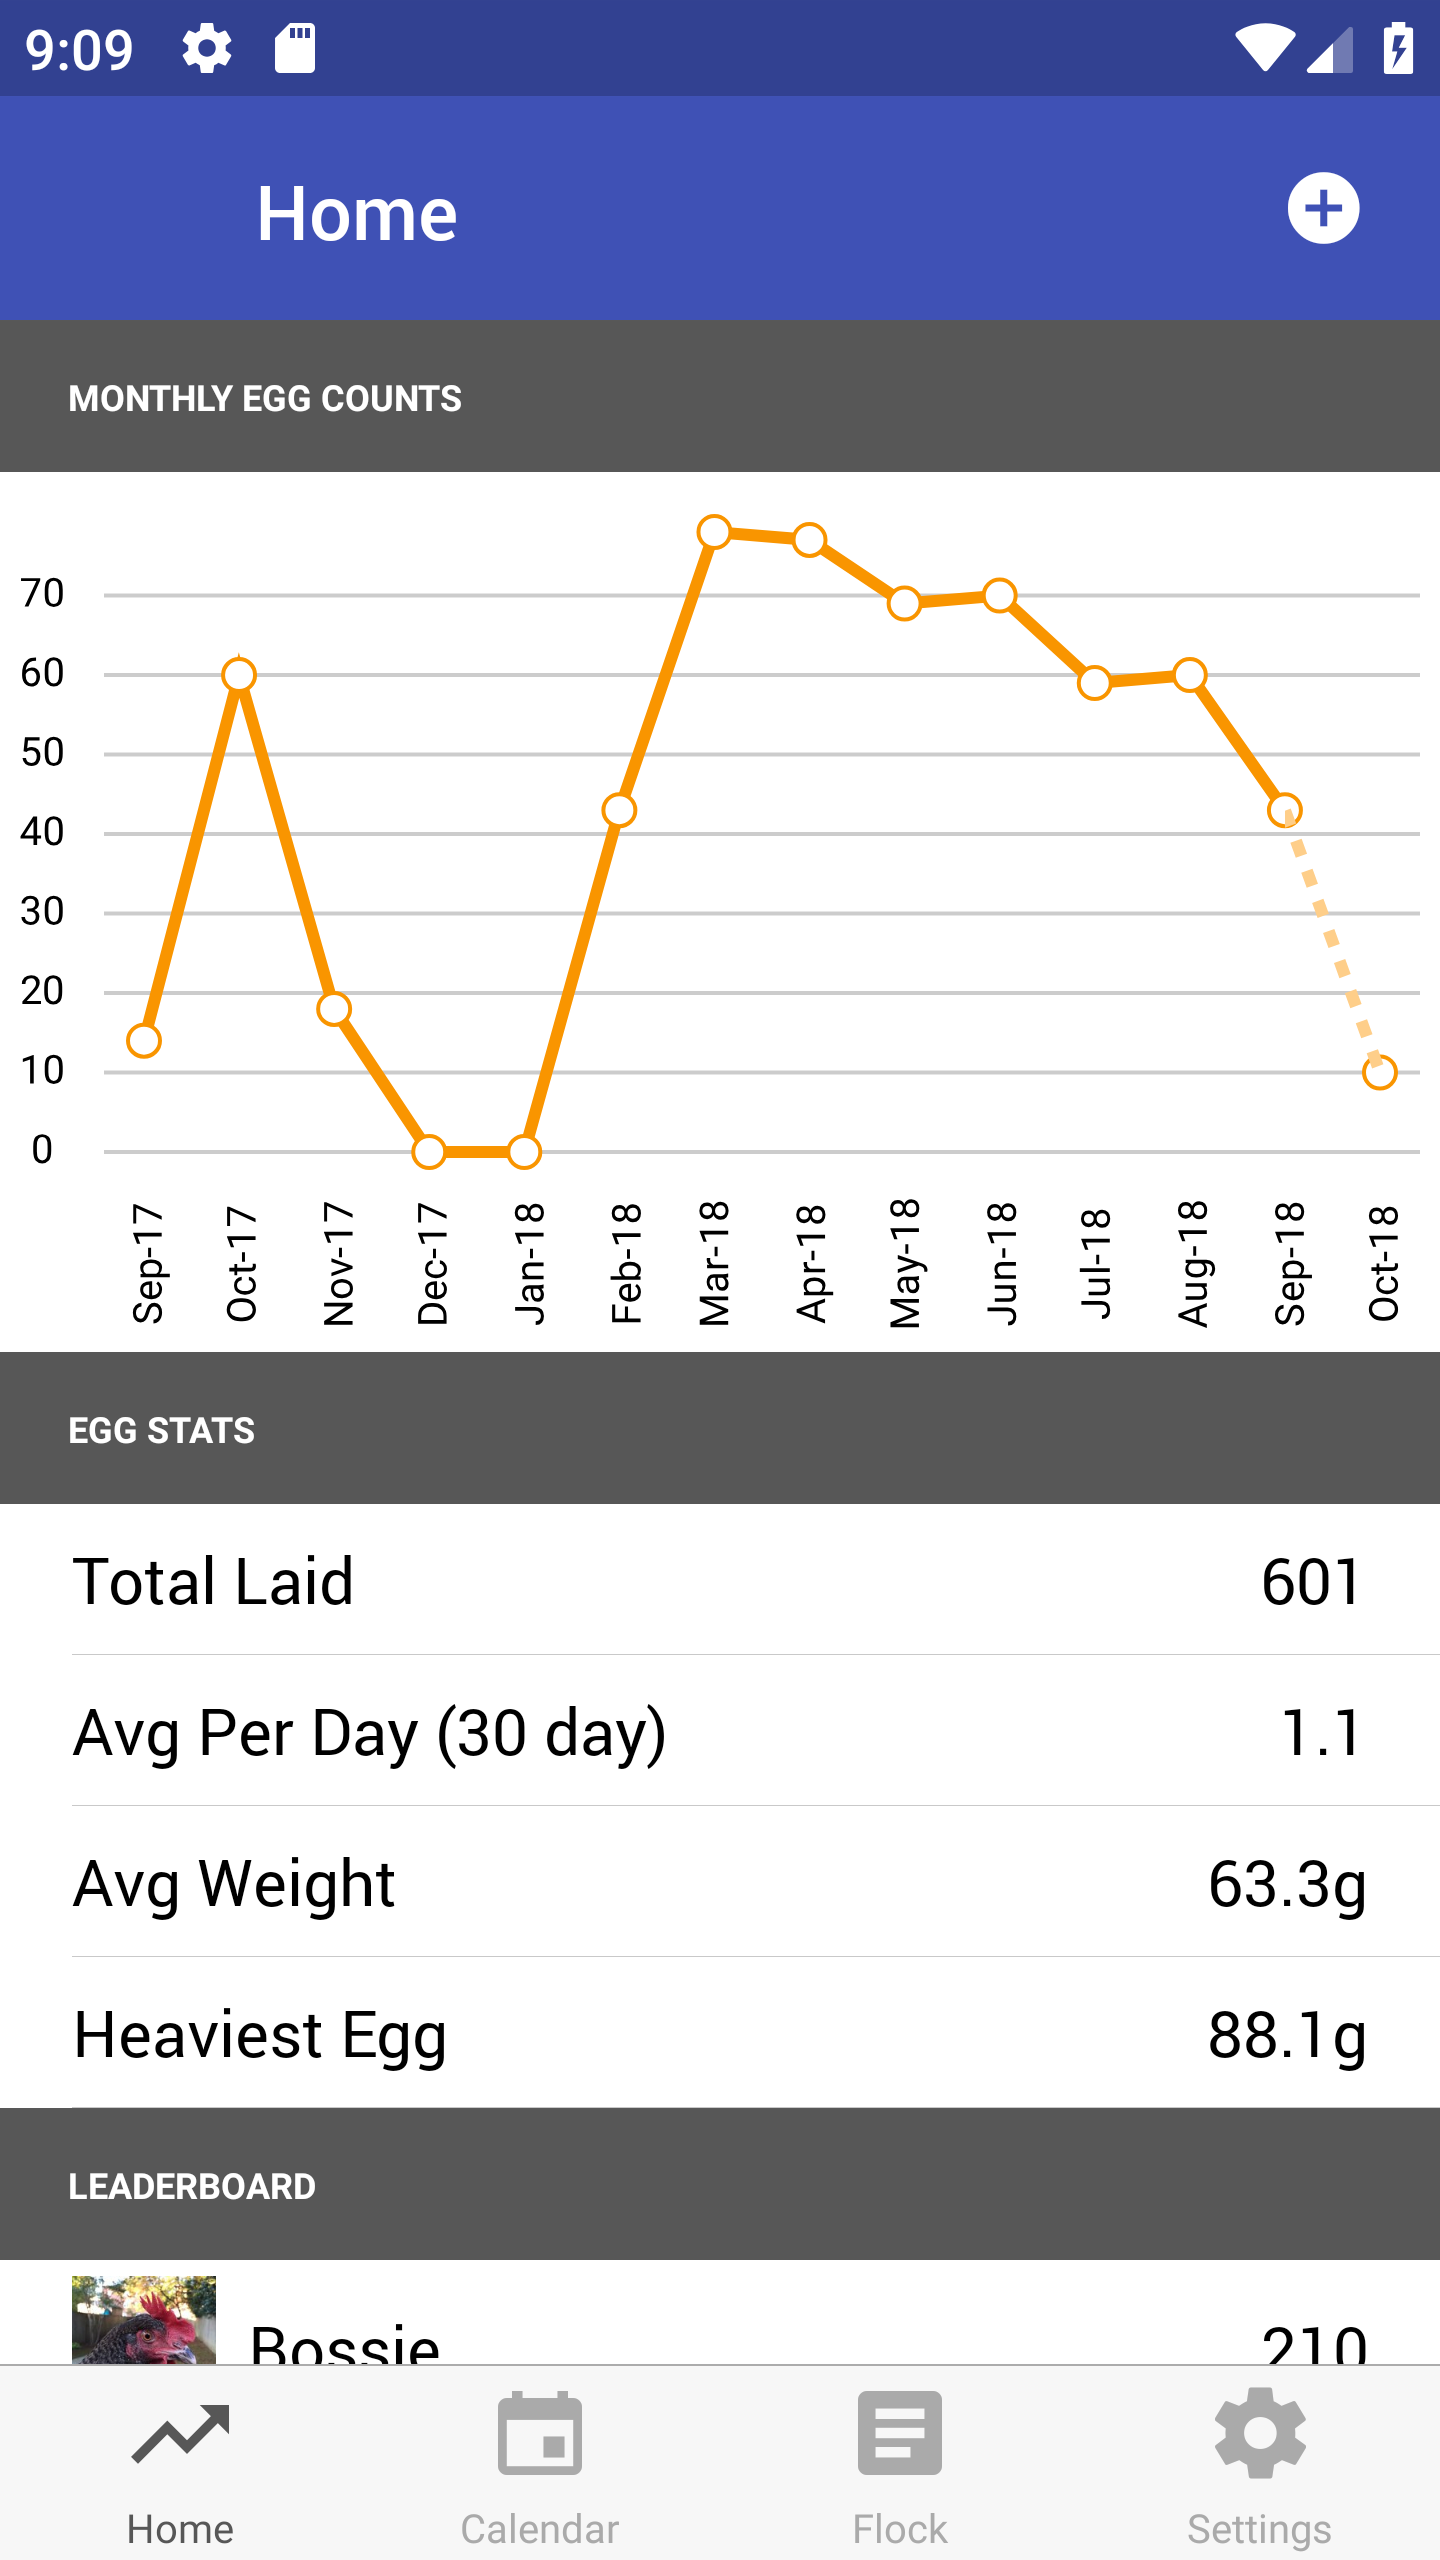 9:09
Home
MONTHLY EGG COUNTS
70
60
50
40
30
20
10
0
Sep-17
Oct-17
Nov-17
Dec-17
Jan-18
Feb-18
Mar-18
Apr-18
May-18
Jun-18
Jul-18
Aug-18
Sep-18
Oct-18
EGG STATS
Total Laid 601
Avg Per Day (30 day) 1.1
Avg Weight 63.3g
Heaviest Egg 88.1g
LEADERBOARD
Bossie 210
Home Calendar Flock Settings